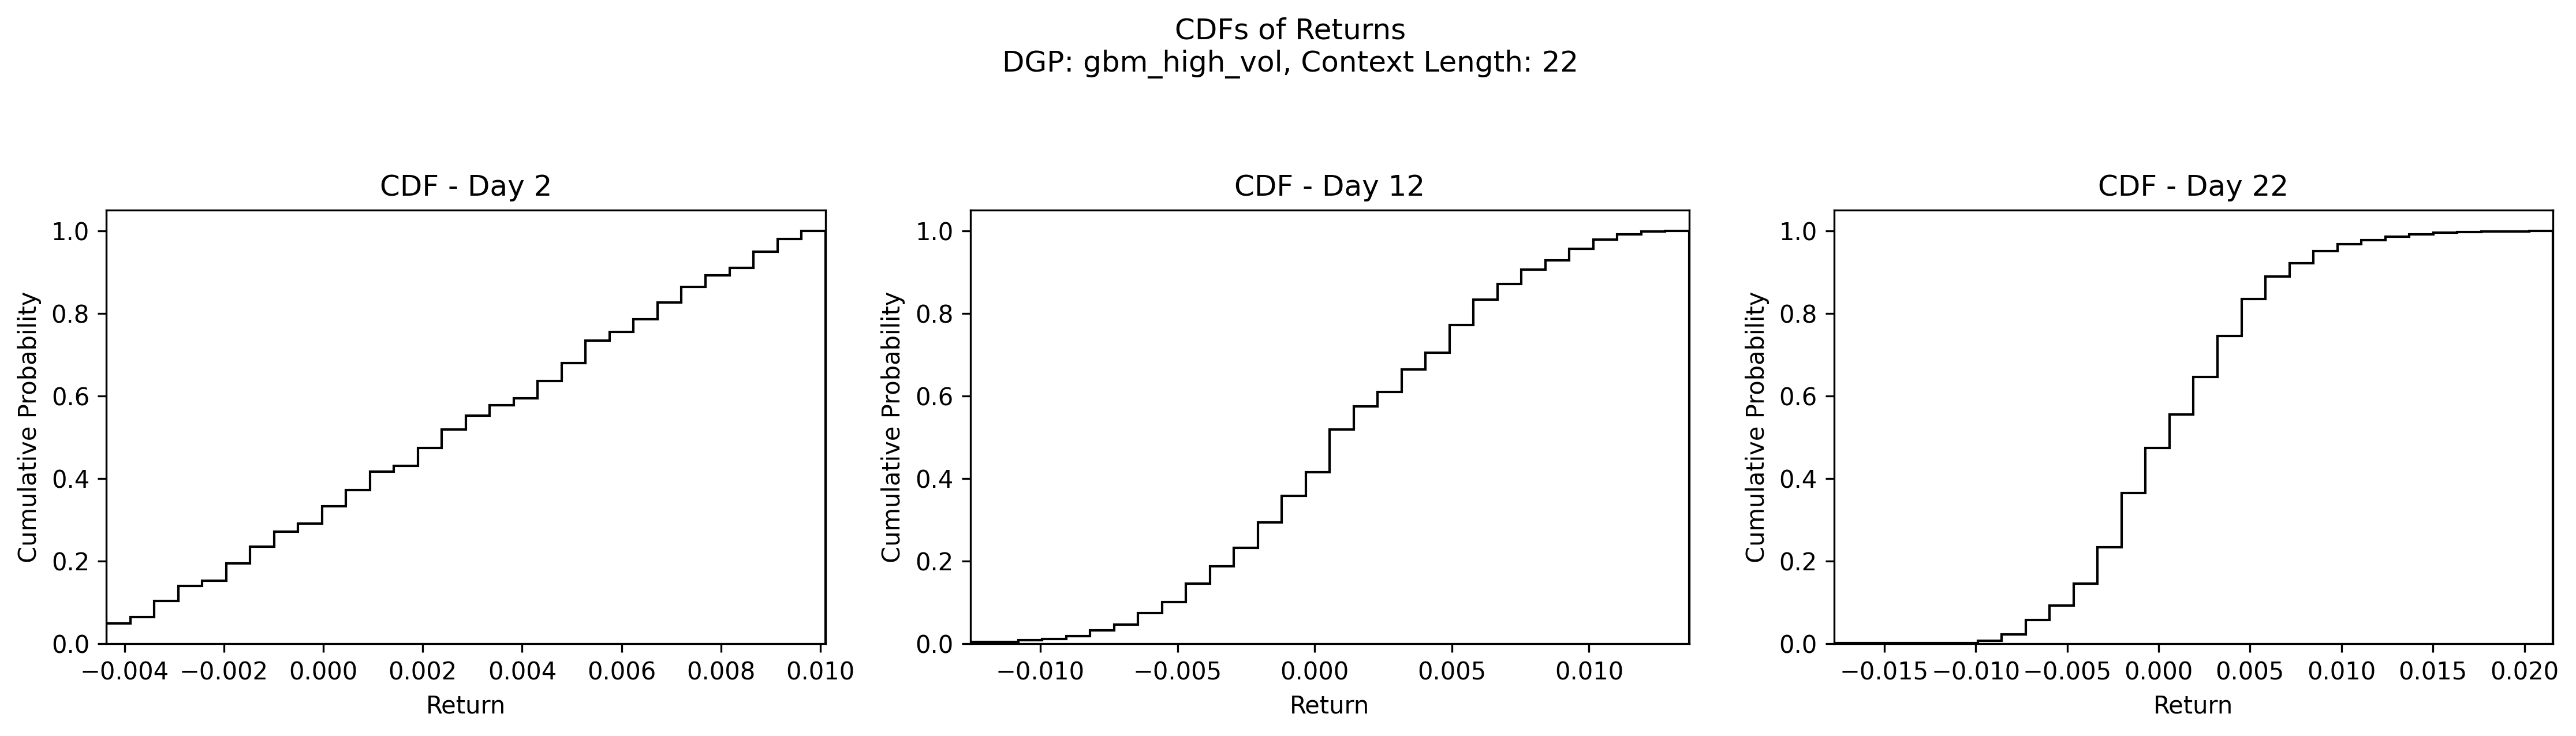 CDFs of Returns
DGP: gbm_high_vol, Context Length: 22
CDF - Day 2
1.0
0.8
0.6
0.4
0.2
0.0
Cumulative Probability
−0.004 −0.002 0.000 0.002 0.004 0.006 0.008 0.010
Return
CDF - Day 12
1.0
0.8
0.6
0.4
0.2
0.0
Cumulative Probability
−0.010 −0.005 0.000 0.005 0.010
Return
CDF - Day 22
1.0
0.8
0.6
0.4
0.2
0.0
Cumulative Probability
−0.015 −0.010 −0.005 0.000 0.005 0.010 0.015 0.020
Return